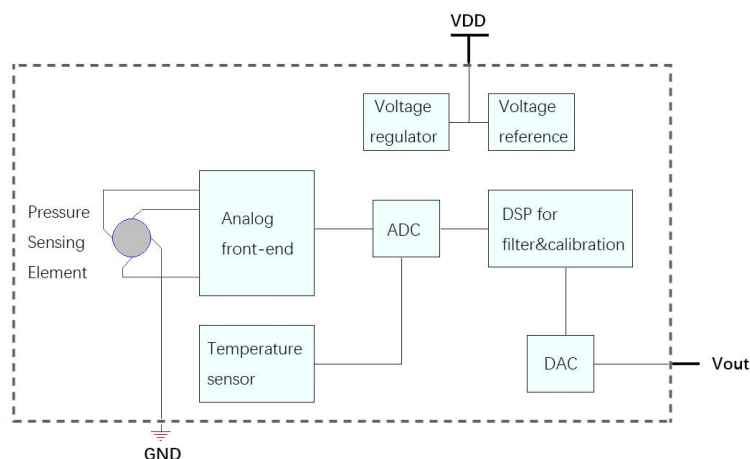 VDD
Voltage
regulator
Voltage
reference
Pressure
Sensing
Element
Analog
front-end
ADC
DSP for
filter&calibration
Temperature
sensor
DAC
Vout
GND